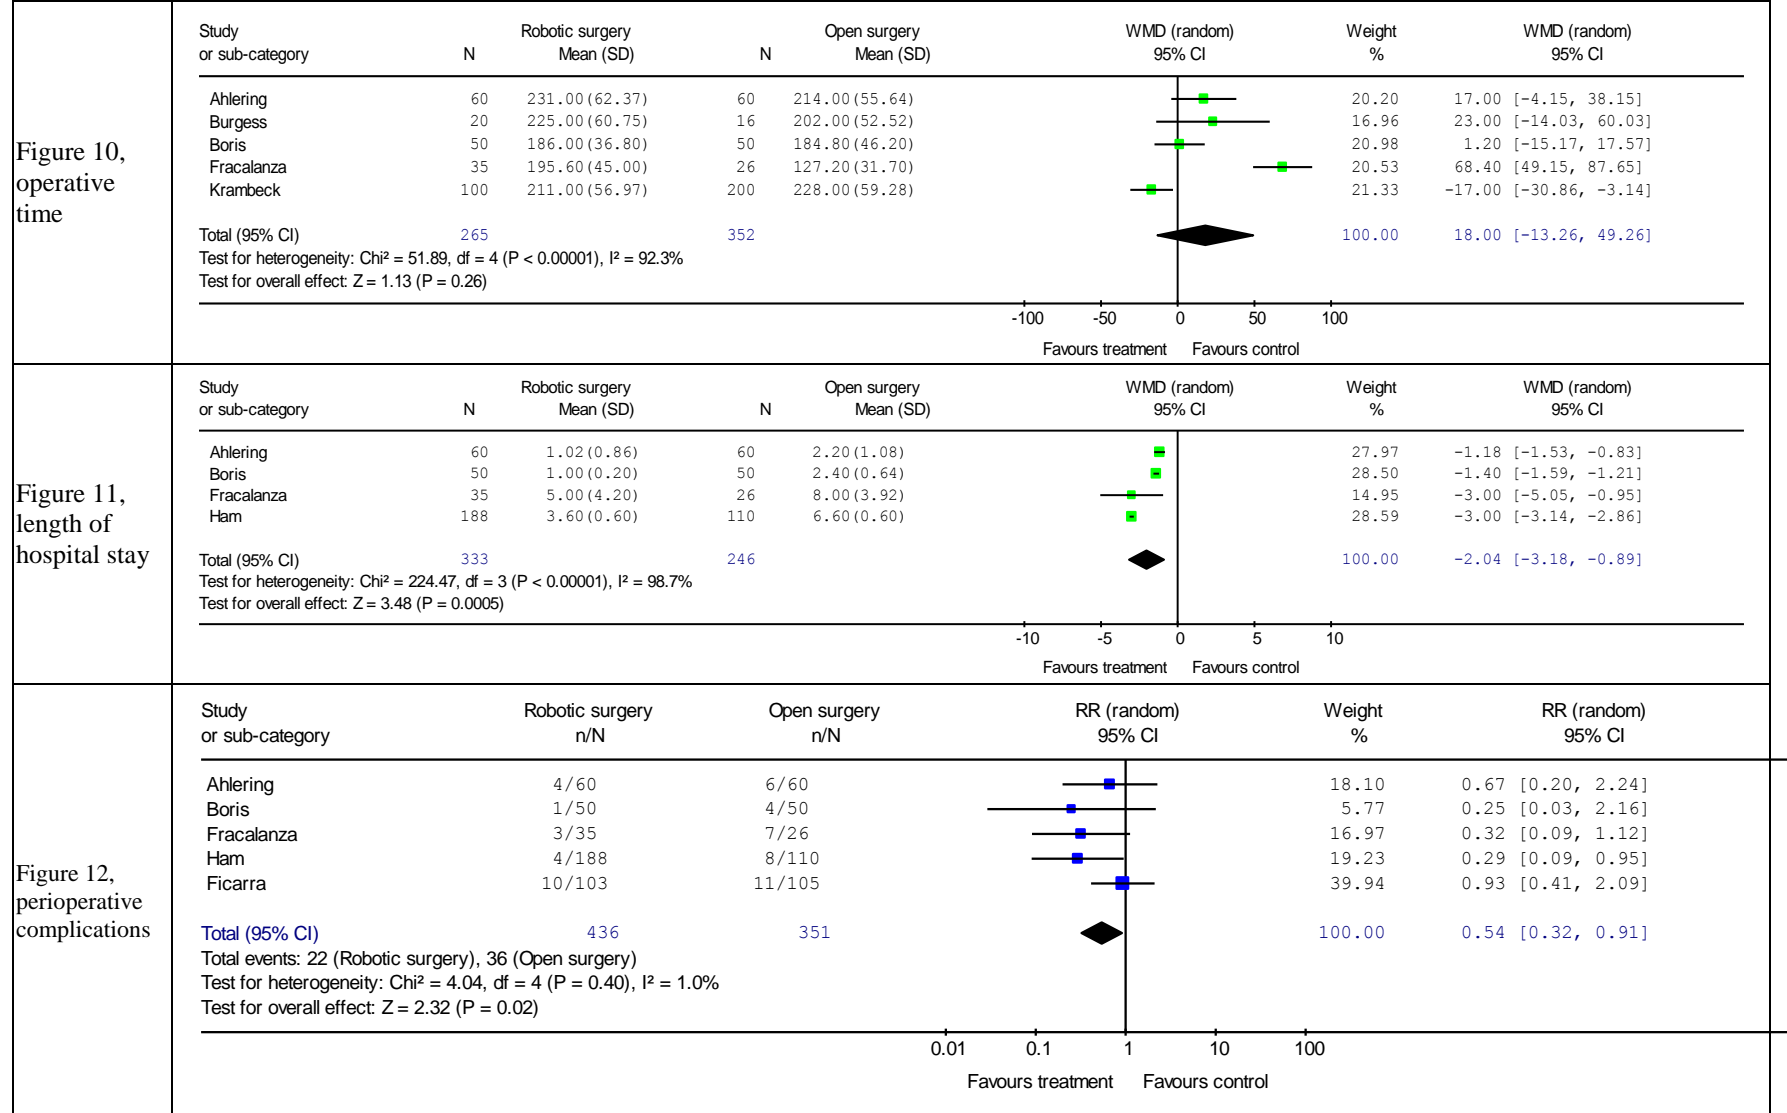 Figure 10,
operative
time
Study Robotic surgery Open surgery WMD (random) Weight WMD (random)
or sub-category N Mean (SD) N Mean (SD) 95% CI % 95% CI
Ahlering 60 231.00(62.37) 60 214.00(55.64) 20.20 17.00 [-4.15, 38.15]
Burgess 20 225.00(60.75) 16 202.00(52.52) 16.96 23.00 [-14.03, 60.03]
Boris 50 186.00(36.80) 50 184.80(46.20) 20.98 1.20 [-15.17, 17.57]
Fracalanza 35 195.60(45.00) 26 127.20(31.70) 20.53 68.40 [49.15, 87.65]
Krambeck 100 211.00(56.97) 200 228.00(59.28) 21.33 -17.00 [-30.86, -3.14]
Total (95% CI) 265 352 100.00 18.00 [-13.26, 49.26]
Test for heterogeneity: Chi² = 51.89, df = 4 (P < 0.00001), I² = 92.3%
Test for overall effect: Z = 1.13 (P = 0.26)
-100 -50 0 50 100
Favours treatment Favours control
Figure 11,
length of
hospital stay
Study Robotic surgery Open surgery WMD (random) Weight WMD (random)
or sub-category N Mean (SD) N Mean (SD) 95% CI % 95% CI
Ahlering 60 1.02(0.86) 60 2.20(1.08) 27.97 -1.18 [-1.53, -0.83]
Boris 50 1.00(0.20) 50 2.40(0.64) 28.50 -1.40 [-1.59, -1.21]
Fracalanza 35 5.00(4.20) 26 8.00(3.92) 14.95 -3.00 [-5.05, -0.95]
Ham 188 3.60(0.60) 110 6.60(0.60) 28.59 -3.00 [-3.14, -2.86]
Total (95% CI) 333 246 100.00 -2.04 [-3.18, -0.89]
Test for heterogeneity: Chi² = 224.47, df = 3 (P < 0.00001), I² = 98.7%
Test for overall effect: Z = 3.48 (P = 0.0005)
-10 -5 0 5 10
Favours treatment Favours control
Figure 12,
perioperative
complications
Study Robotic surgery Open surgery RR (random) Weight RR (random)
or sub-category n/N n/N 95% CI % 95% CI
Ahlering 4/60 6/60 18.10 0.67 [0.20, 2.24]
Boris 1/50 4/50 5.77 0.25 [0.03, 2.16]
Fracalanza 3/35 7/26 16.97 0.32 [0.09, 1.12]
Ham 4/188 8/110 19.23 0.29 [0.09, 0.95]
Ficarra 10/103 11/105 39.94 0.93 [0.41, 2.09]
Total (95% CI) 436 351 100.00 0.54 [0.32, 0.91]
Total events: 22 (Robotic surgery), 36 (Open surgery)
Test for heterogeneity: Chi² = 4.04, df = 4 (P = 0.40), I² = 1.0%
Test for overall effect: Z = 2.32 (P = 0.02)
0.01 0.1 1 10 100
Favours treatment Favours control